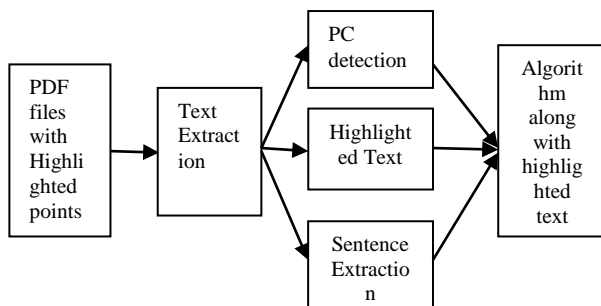 PDF
files
with
Highli
ghted
points
Text
Extract
ion
PC
detection
Highlight
ed Text
Sentence
Extractio
n
Algorit
hm
along
with
highlig
hted
text